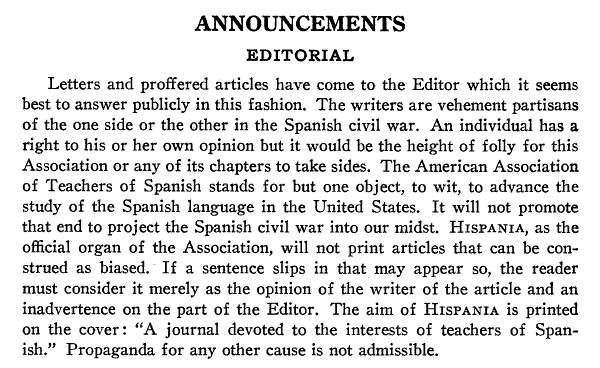 ANNOUNCEMENTS
EDITORIAL
Letters and proffered articles have come to the Editor which it seems
best to answer publicly in this fashion. The writers are vehement partisans
of the one side or the other in the Spanish civil war. An individual has a
right to his or her own opinion but it would be the height of folly for this
Association or any of its chapters to take sides. The American Association
of Teachers of Spanish stands for but one object, to wit, to advance the
study of the Spanish language in the United States. It will not promote
that end to project the Spanish civil war into our midst. HISPANIA, as the
official organ of the Association, will not print articles that can be con-
strued as biased. If a sentence slips in that may appear so, the reader
must consider it merely as the opinion of the writer of the article and an
inadvertence on the part of the Editor. The aim of HISPANIA is printed
on the cover: "A journal devoted to the interests of teachers of Span-
ish." Propaganda for any other cause is not admissible.